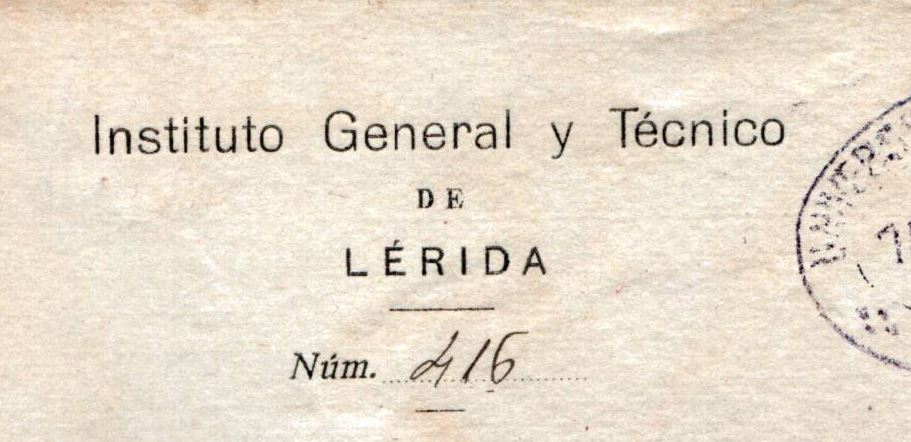 Instituto General y Técnico
DE
LÉRIDA
Núm. 416